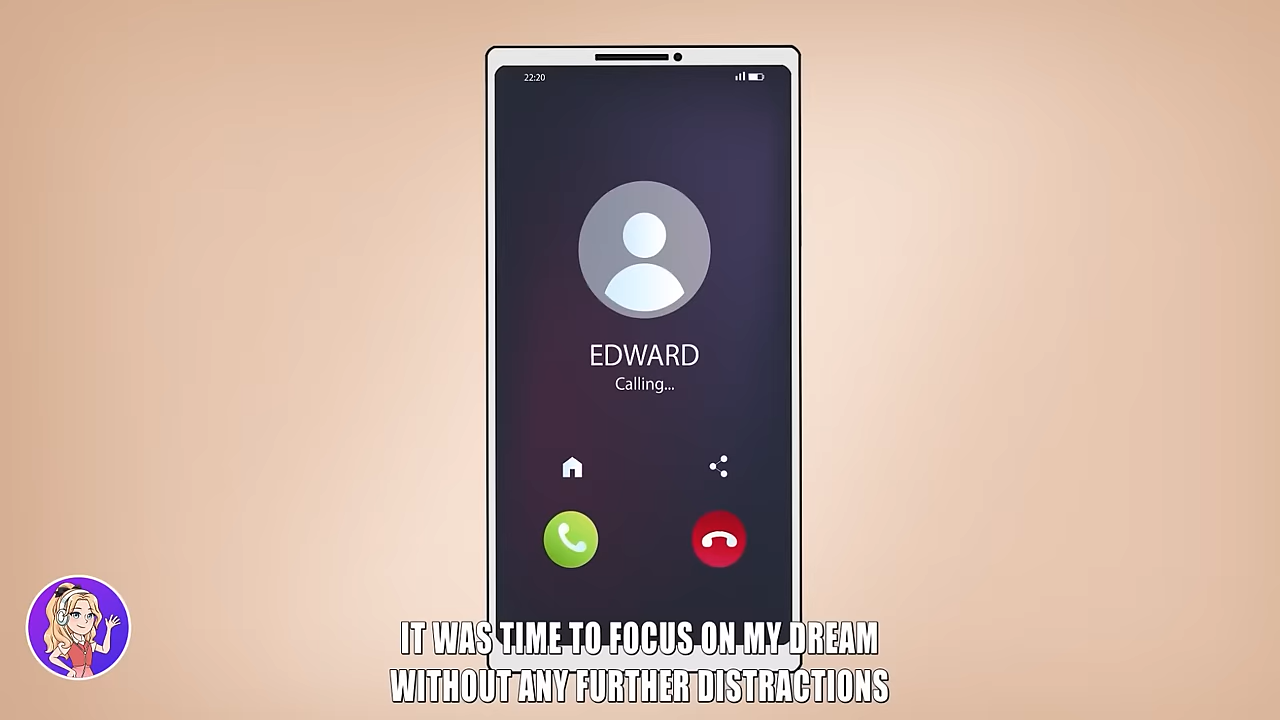 22:20
EDWARD
Calling...
IT WAS TIME TO FOCUS ON MY DREAM
WITHOUT ANY FURTHER DISTRACTIONS